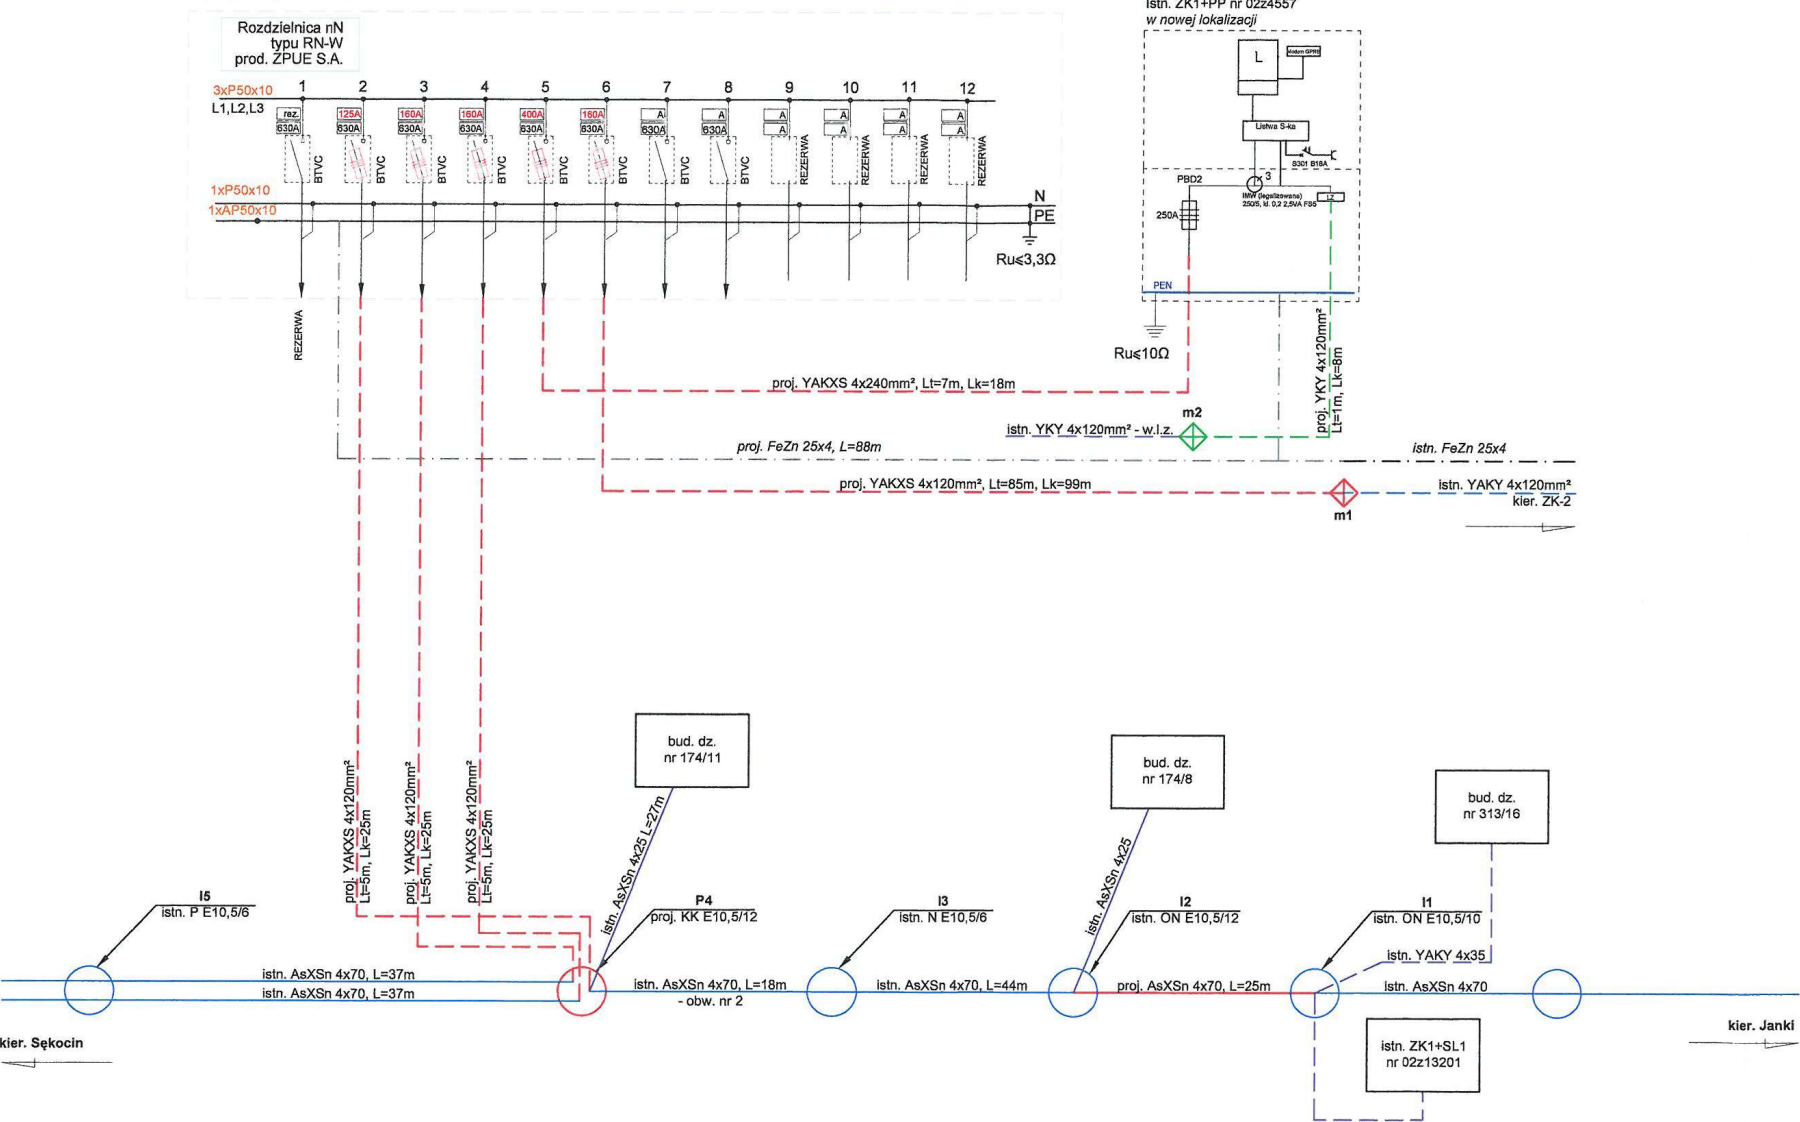 Rozdzielnica nN
typu RN-W
prod. ZPUE S.A.
3xP50x10
L1,L2,L3
1 2 3 4 5 6 7 8 9 10 11 12
rez. 125A 160A 160A 400A 160A A A A A A A
630A 630A 630A 630A 630A 630A 630A 630A A A A A
BTVC BTVC BTVC BTVC BTVC BTVC BTVC BTVC REZERWA REZERWA REZERWA REZERWA
1xP50x10
1xAP50x10
N
PE
Ru≤3,3Ω
REZERWA
istn. ZK1+PP nr 02z4557
w nowej lokalizacji
L
Modem GPRS
Listwa S-ka
S301 B16A
PBD2
3
IMW (legalizowane)
250/5, kl. 0,2 2,5VA FS5
LZ
250A
PEN
Ru≤10Ω
proj. YKY 4x120mm²
Lt=1m, Lk=8m
proj. YAKXS 4x240mm², Lt=7m, Lk=18m
m2
istn. YKY 4x120mm² - w.l.z.
proj. FeZn 25x4, L=88m
istn. FeZn 25x4
proj. YAKXS 4x120mm², Lt=85m, Lk=99m
m1
istn. YAKY 4x120mm²
kier. ZK-2
proj. YAKXS 4x120mm²
Lt=5m, Lk=25m
proj. YAKXS 4x120mm²
Lt=5m, Lk=25m
proj. YAKXS 4x120mm²
Lt=5m, Lk=25m
bud. dz.
nr 174/11
istn. AsXSn 4x25 L=27m
bud. dz.
nr 174/8
istn. AsXSn 4x25
bud. dz.
nr 313/16
I5
istn. P E10,5/6
P4
proj. KK E10,5/12
I3
istn. N E10,5/6
I2
istn. ON E10,5/12
I1
istn. ON E10,5/10
istn. YAKY 4x35
istn. AsXSn 4x70, L=37m
istn. AsXSn 4x70, L=37m
istn. AsXSn 4x70, L=18m
- obw. nr 2
istn. AsXSn 4x70, L=44m
proj. AsXSn 4x70, L=25m
istn. AsXSn 4x70
kier. Sękocin
kier. Janki
istn. ZK1+SL1
nr 02z13201